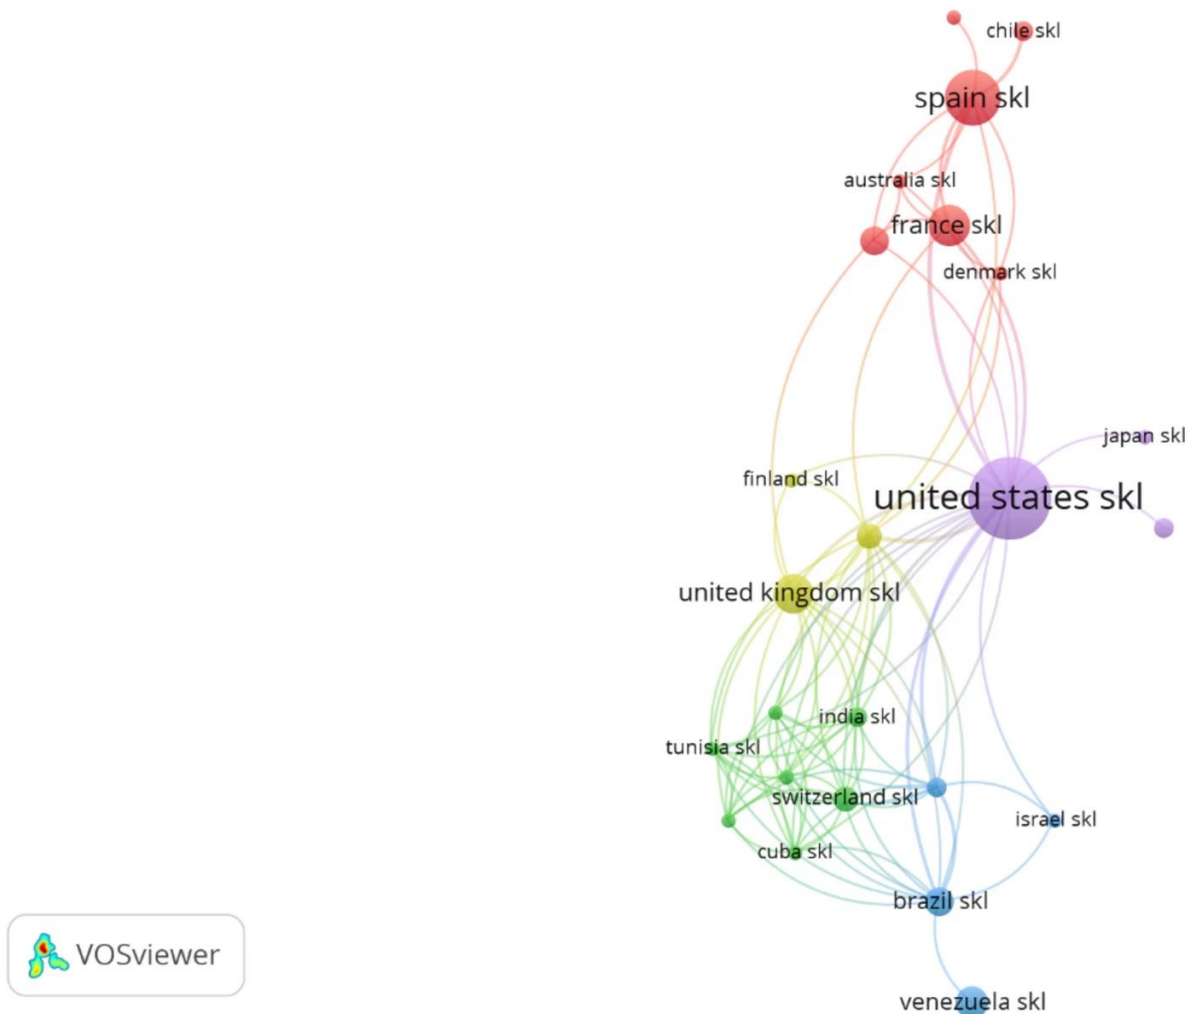 chile skl
spain skl
australia skl
france skl
denmark skl
japan skl
finland skl
united states skl
united kingdom skl
india skl
tunisia skl
switzerland skl
israel skl
cuba skl
brazil skl
VOSviewer
venezuela skl